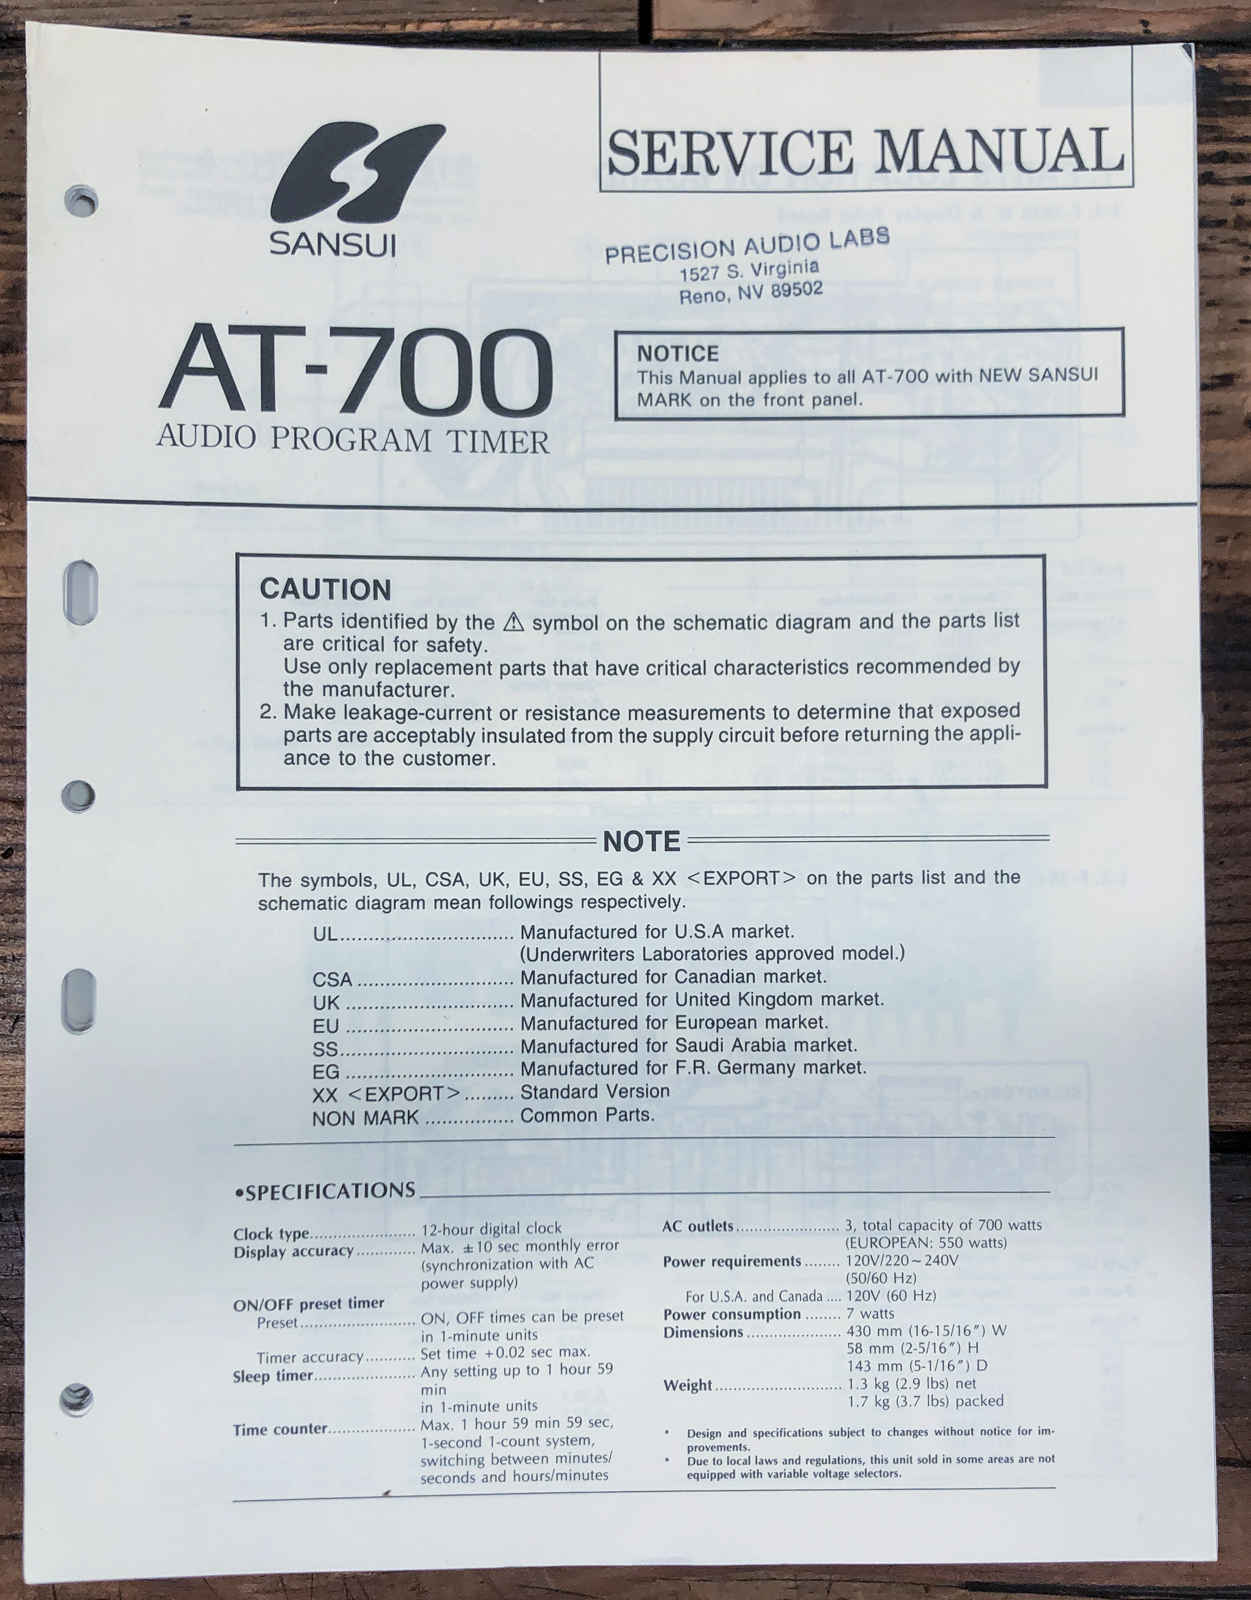 SANSUI
SERVICE MANUAL
PRECISION AUDIO LABS
1527 S. Virginia
Reno, NV 89502
AT-700
AUDIO PROGRAM TIMER
NOTICE
This Manual applies to all AT-700 with NEW SANSUI
MARK on the front panel.
CAUTION
1. Parts identified by the ⚠ symbol on the schematic diagram and the parts list
are critical for safety.
Use only replacement parts that have critical characteristics recommended by
the manufacturer.
2. Make leakage-current or resistance measurements to determine that exposed
parts are acceptably insulated from the supply circuit before returning the appli-
ance to the customer.
NOTE
The symbols, UL, CSA, UK, EU, SS, EG & XX <EXPORT> on the parts list and the
schematic diagram mean followings respectively.
UL.............................. Manufactured for U.S.A market.
(Underwriters Laboratories approved model.)
CSA ........................... Manufactured for Canadian market.
UK ............................. Manufactured for United Kingdom market.
EU ............................. Manufactured for European market.
SS.............................. Manufactured for Saudi Arabia market.
EG ............................. Manufactured for F.R. Germany market.
XX <EXPORT> ......... Standard Version
NON MARK ................ Common Parts.
•SPECIFICATIONS
Clock type....................... 12-hour digital clock
Display accuracy ............. Max. ±10 sec monthly error
(synchronization with AC
power supply)
ON/OFF preset timer
Preset......................... ON, OFF times can be preset
in 1-minute units
Timer accuracy........... Set time +0.02 sec max.
Sleep timer...................... Any setting up to 1 hour 59
min
in 1-minute units
Time counter................... Max. 1 hour 59 min 59 sec,
1-second 1-count system,
switching between minutes/
seconds and hours/minutes
AC outlets ...................... 3, total capacity of 700 watts
(EUROPEAN: 550 watts)
Power requirements ........ 120V/220~240V
(50/60 Hz)
For U.S.A. and Canada .... 120V (60 Hz)
Power consumption ........ 7 watts
Dimensions .................... 430 mm (16-15/16″) W
58 mm (2-5/16″) H
143 mm (5-1/16″) D
Weight............................ 1.3 kg (2.9 lbs) net
1.7 kg (3.7 lbs) packed
* Design and specifications subject to changes without notice for im-
provements.
* Due to local laws and regulations, this unit sold in some areas are not
equipped with variable voltage selectors.